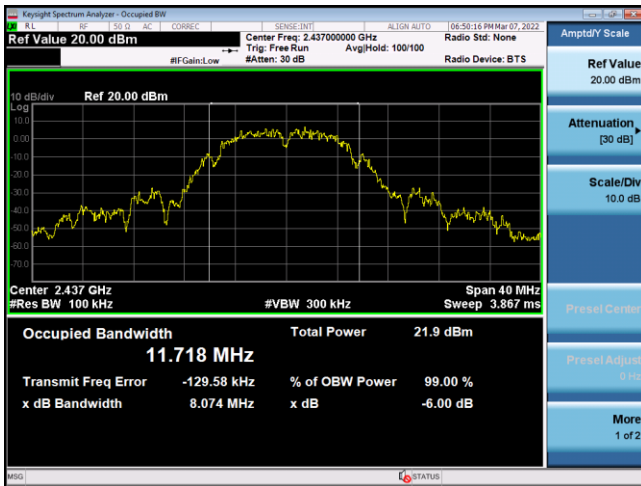 Keysight Spectrum Analyzer - Occupied BW
RL RF 50 Ω AC CORREC SENSE:INT ALIGN AUTO 06:50:16 PM Mar 07, 2022
Ref Value 20.00 dBm Center Freq: 2.437000000 GHz Radio Std: None
Trig: Free Run Avg|Hold: 100/100
#IFGain:Low #Atten: 30 dB Radio Device: BTS
10 dB/div Ref 20.00 dBm
Log
10.0
0.00
-10.0
-20.0
-30.0
-40.0
-50.0
-60.0
-70.0
Center 2.437 GHz Span 40 MHz
#Res BW 100 kHz #VBW 300 kHz Sweep 3.867 ms
Occupied Bandwidth Total Power 21.9 dBm
11.718 MHz
Transmit Freq Error -129.58 kHz % of OBW Power 99.00 %
x dB Bandwidth 8.074 MHz x dB -6.00 dB
MSG STATUS
Amptd/Y Scale
Ref Value
20.00 dBm
Attenuation
[30 dB]
Scale/Div
10.0 dB
Presel Center
Presel Adjust
0 Hz
More
1 of 2